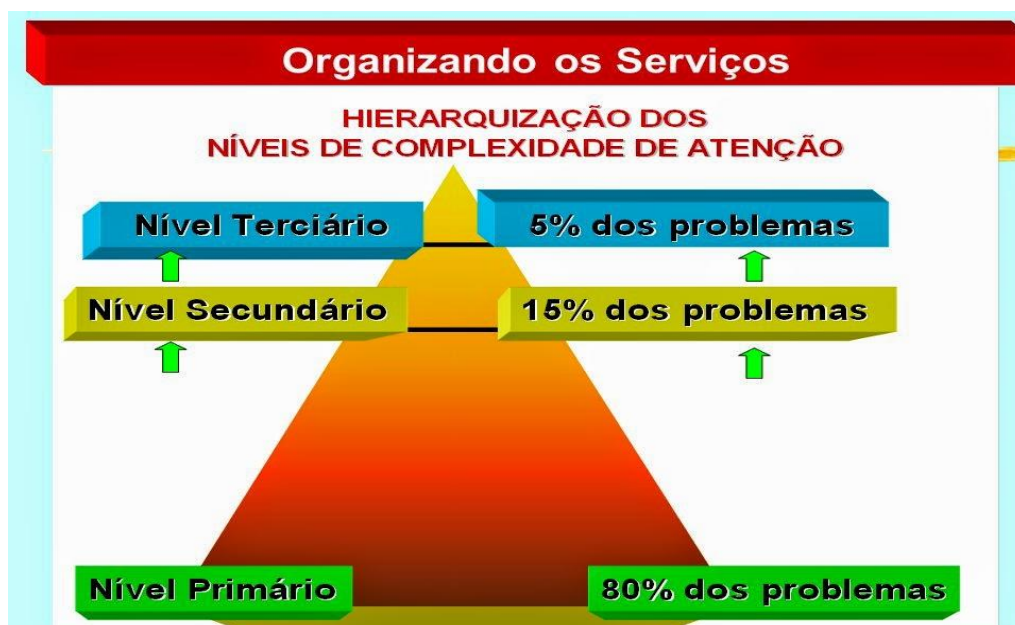 Organizando os Serviços
HIERARQUIZAÇÃO DOS
NÍVEIS DE COMPLEXIDADE DE ATENÇÃO
Nível Terciário
5% dos problemas
Nível Secundário
15% dos problemas
Nível Primário
80% dos problemas